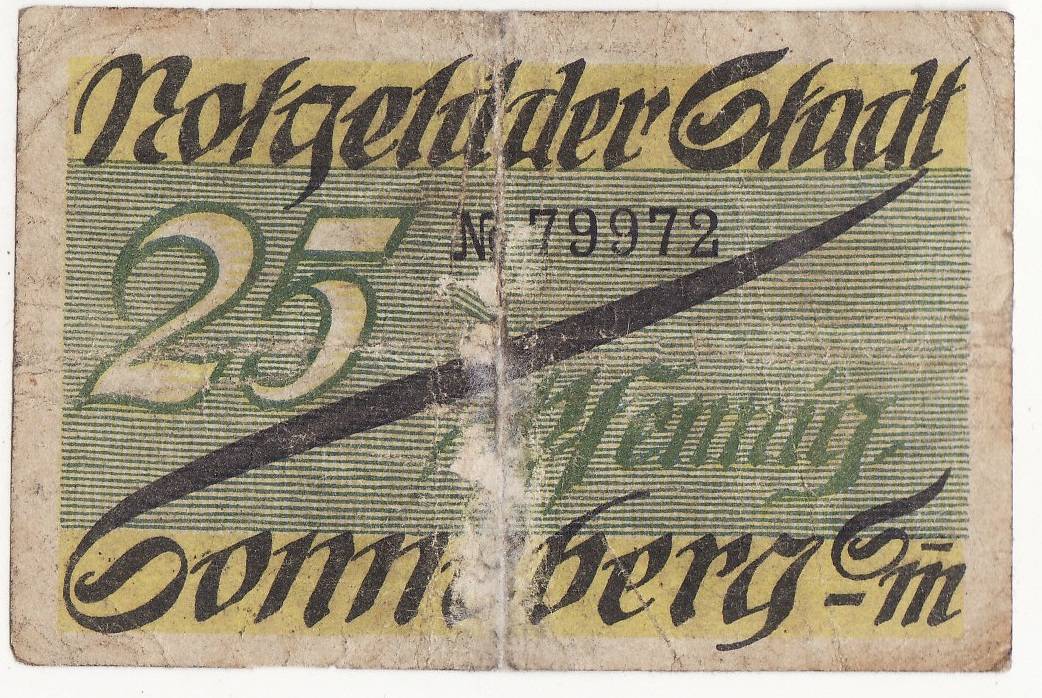 Notgeld der Stadt
25 No 79972
Pfennig
Sonneberg S-m